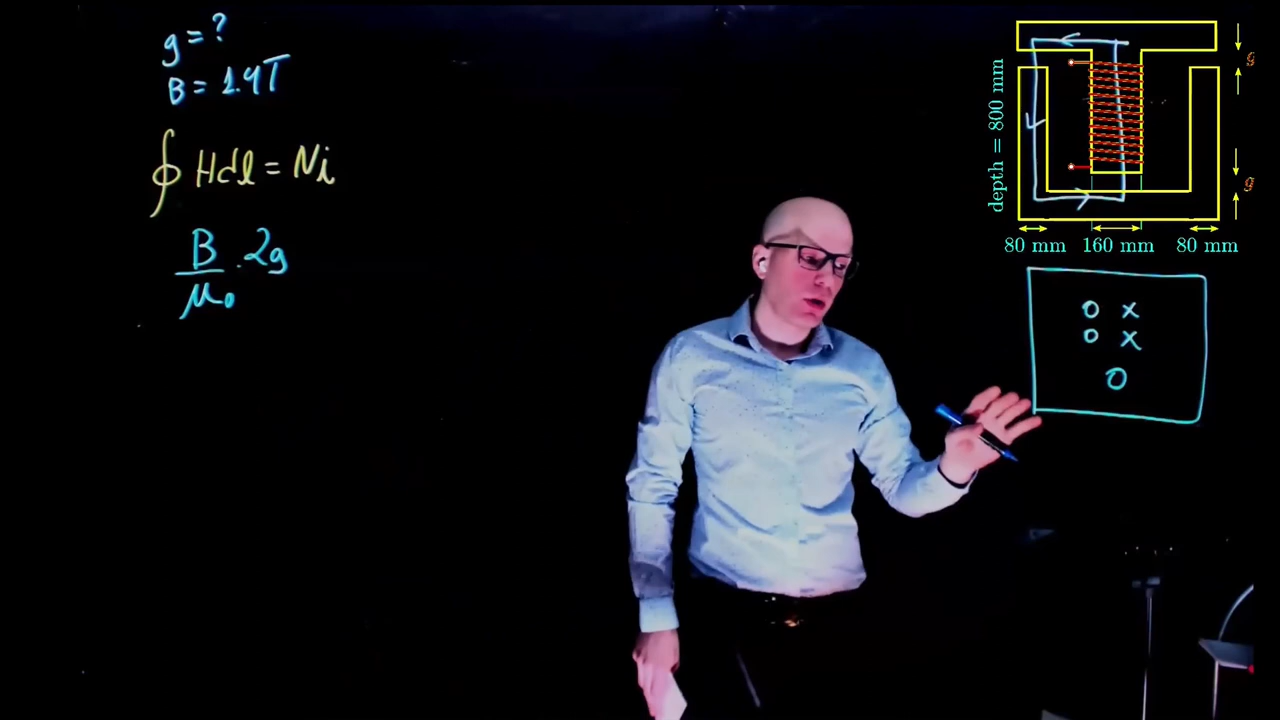 g = ?
B = 1.4T
∮ Hdl = Ni
B/μ₀ · 2g
g
depth = 800 mm
g
80 mm 160 mm 80 mm
o x
o x
o